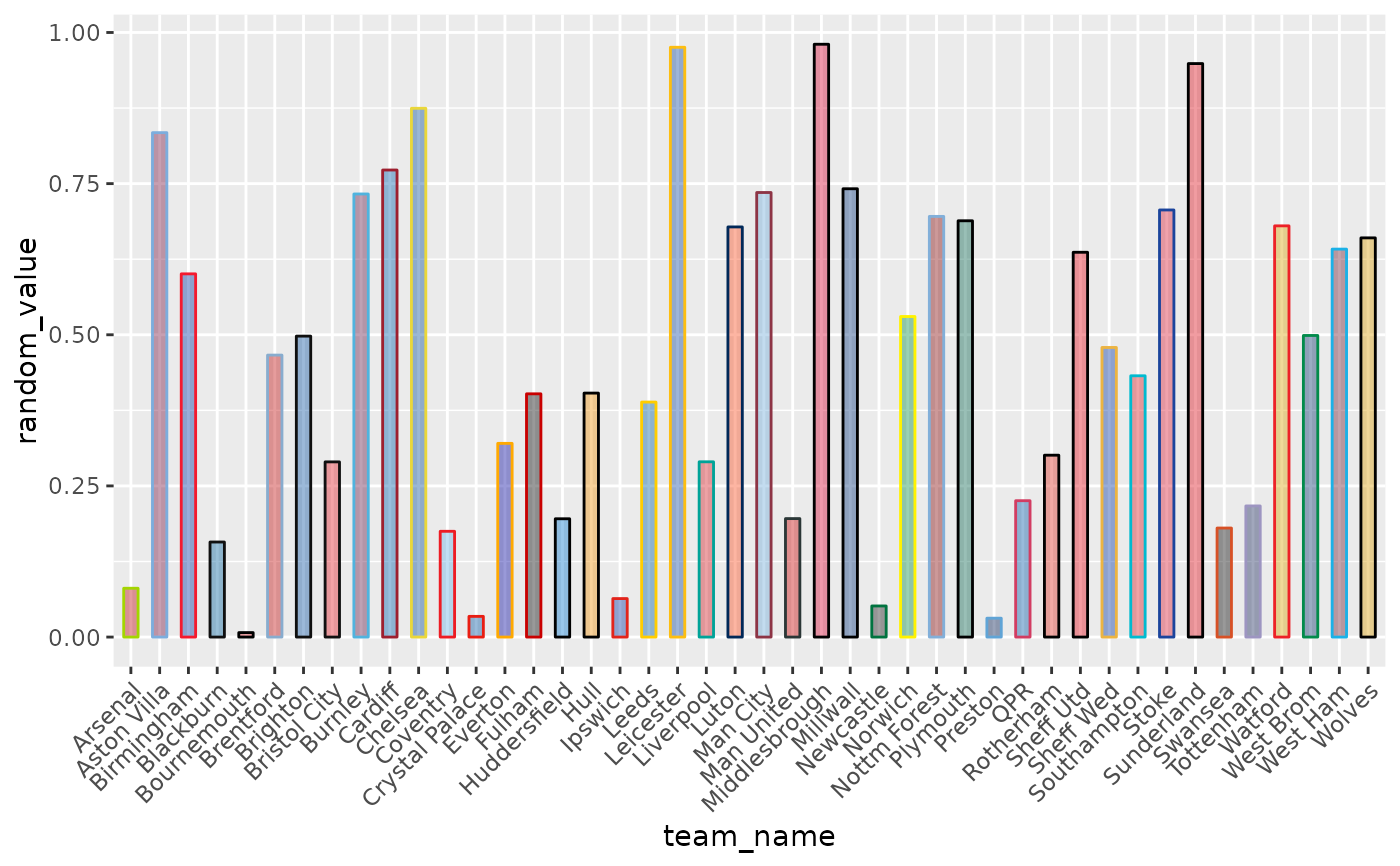 1.00
0.75
0.50
0.25
0.00
random_value
Arsenal
Aston Villa
Birmingham
Blackburn
Bournemouth
Brentford
Brighton
Bristol City
Burnley
Cardiff
Chelsea
Coventry
Crystal Palace
Everton
Fulham
Huddersfield
Hull
Ipswich
Leeds
Leicester
Liverpool
Luton
Man City
Man United
Middlesbrough
Millwall
Newcastle
Norwich
Nottm Forest
Plymouth
Preston
QPR
Rotherham
Sheff Utd
Sheff Wed
Southampton
Stoke
Sunderland
Swansea
Tottenham
Watford
West Brom
West Ham
Wolves
team_name